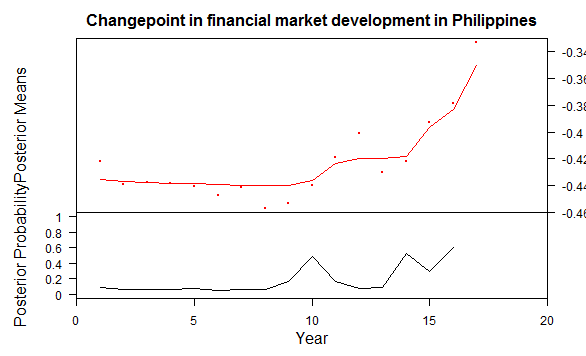 Changepoint in financial market development in Philippines
Posterior Means
-0.34
-0.36
-0.38
-0.4
-0.42
-0.44
-0.46
Posterior Probability
1
0.8
0.6
0.4
0.2
0
0 5 10 15 20
Year